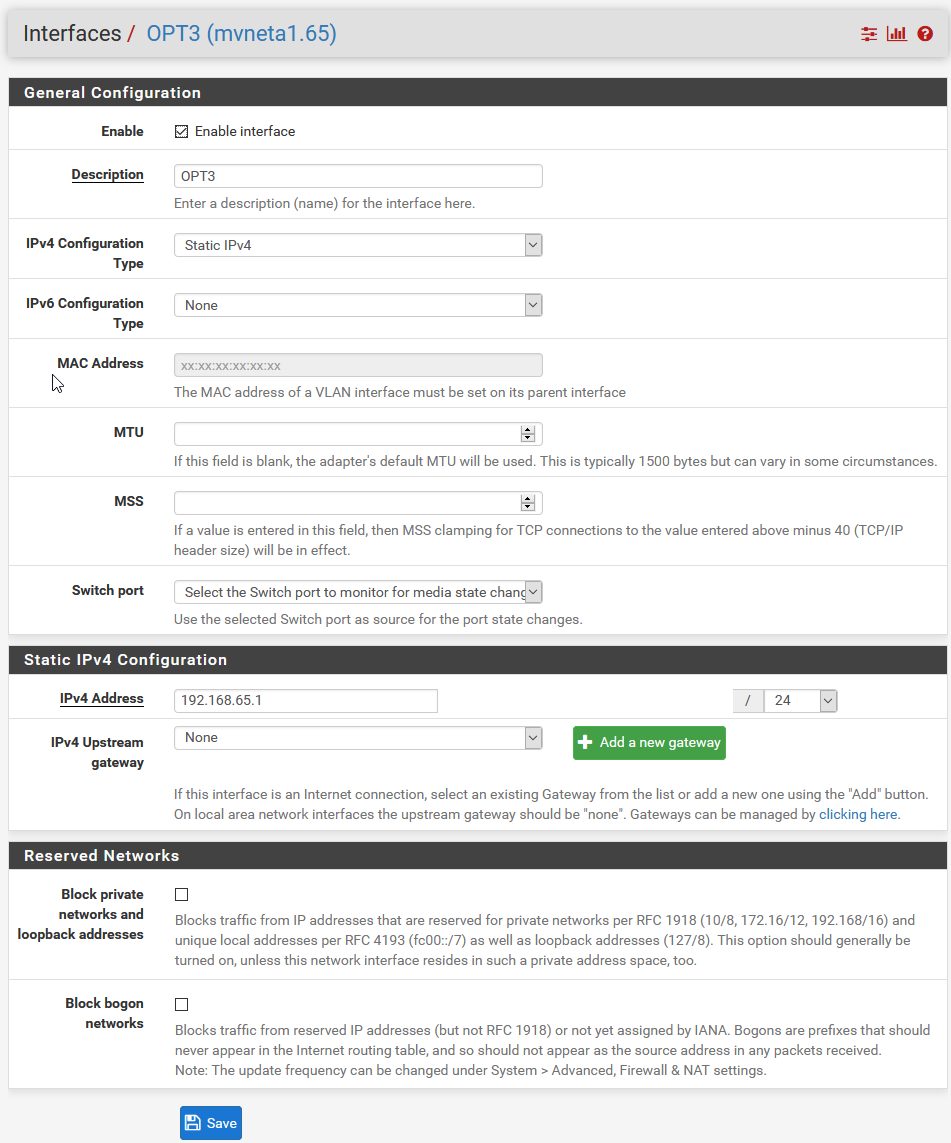 Interfaces / OPT3 (mvneta1.65)
General Configuration
Enable
Enable interface
Description
OPT3
Enter a description (name) for the interface here.
IPv4 Configuration
Type
Static IPv4
IPv6 Configuration
Type
None
MAC Address
xx:xx:xx:xx:xx:xx
The MAC address of a VLAN interface must be set on its parent interface
MTU
If this field is blank, the adapter's default MTU will be used. This is typically 1500 bytes but can vary in some circumstances.
MSS
If a value is entered in this field, then MSS clamping for TCP connections to the value entered above minus 40 (TCP/IP
header size) will be in effect.
Switch port
Select the Switch port to monitor for media state chang
Use the selected Switch port as source for the port state changes.
Static IPv4 Configuration
IPv4 Address
192.168.65.1
/ 24
IPv4 Upstream
gateway
None
Add a new gateway
If this interface is an Internet connection, select an existing Gateway from the list or add a new one using the "Add" button.
On local area network interfaces the upstream gateway should be "none". Gateways can be managed by clicking here.
Reserved Networks
Block private
networks and
loopback addresses
Blocks traffic from IP addresses that are reserved for private networks per RFC 1918 (10/8, 172.16/12, 192.168/16) and
unique local addresses per RFC 4193 (fc00::/7) as well as loopback addresses (127/8). This option should generally be
turned on, unless this network interface resides in such a private address space, too.
Block bogon
networks
Blocks traffic from reserved IP addresses (but not RFC 1918) or not yet assigned by IANA. Bogons are prefixes that should
never appear in the Internet routing table, and so should not appear as the source address in any packets received.
Note: The update frequency can be changed under System > Advanced, Firewall & NAT settings.
Save